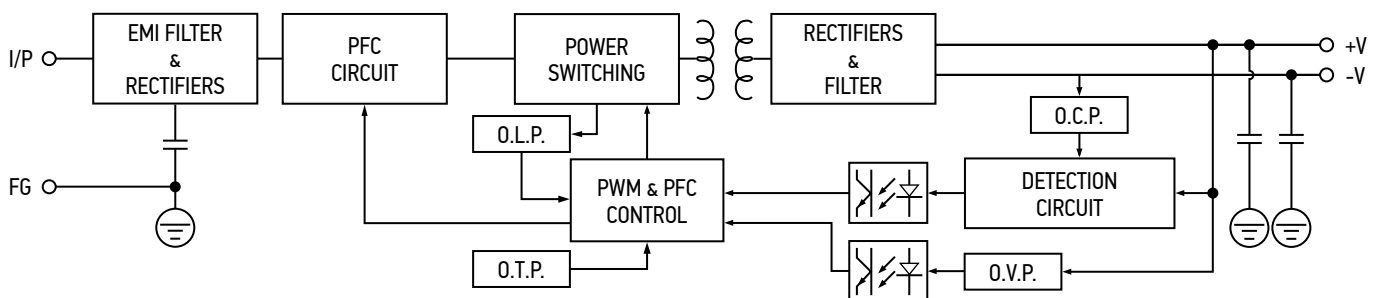 I/P
EMI FILTER
&
RECTIFIERS
PFC
CIRCUIT
POWER
SWITCHING
RECTIFIERS
&
FILTER
+V
-V
O.L.P.
O.C.P.
FG
PWM & PFC
CONTROL
DETECTION
CIRCUIT
O.T.P.
O.V.P.